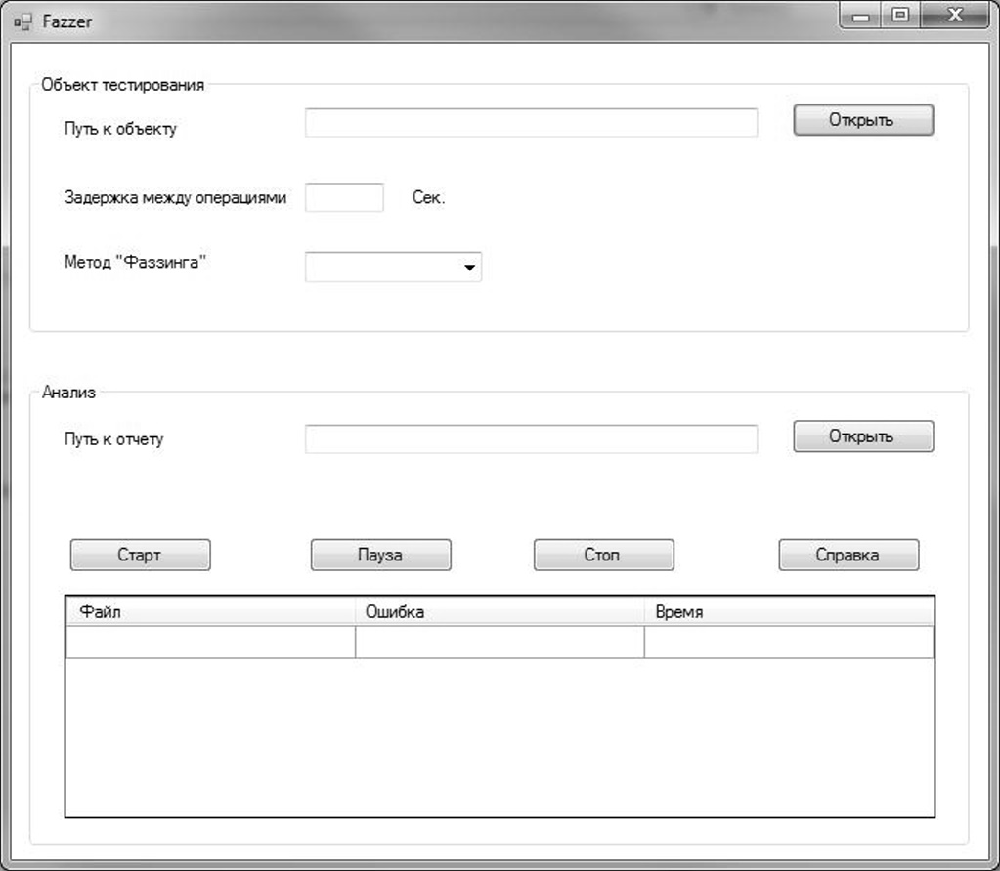 Fazzer
Объект тестирования
Путь к объекту
Открыть
Задержка между операциями
Сек.
Метод "Фаззинга"
Анализ
Путь к отчету
Открыть
Старт Пауза Стоп Справка
Файл Ошибка Время